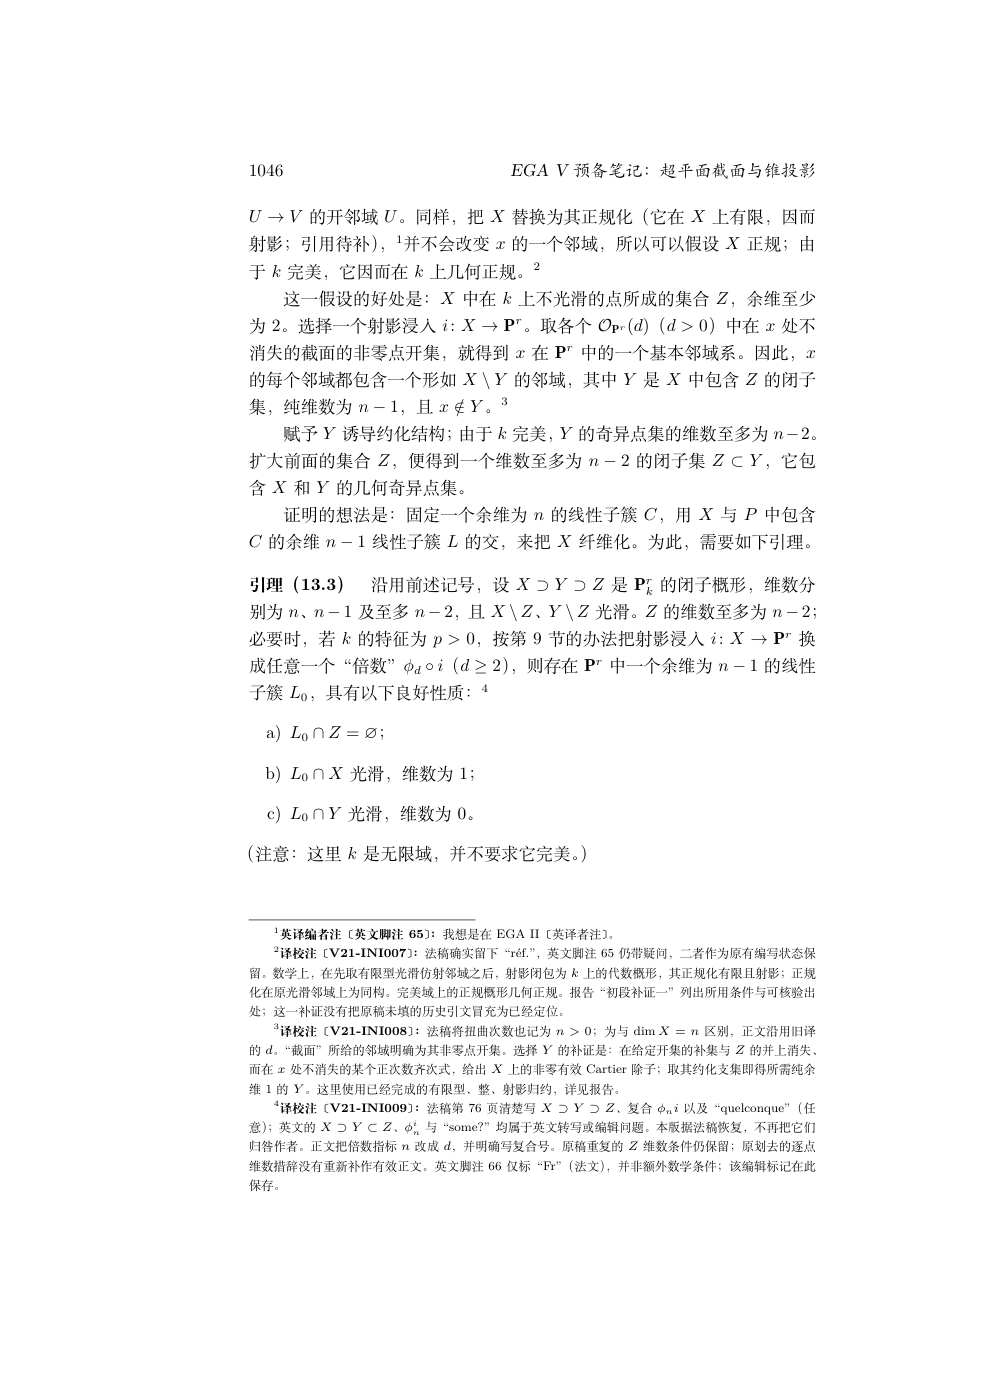 1046 EGA V 预备笔记：超平面截面与锥投影
U → V 的开邻域 U。同样，把 X 替换为其正规化（它在 X 上有限，因而
射影；引用待补），¹并不会改变 x 的一个邻域，所以可以假设 X 正规；由
于 k 完美，它因而在 k 上几何正规。²
这一假设的好处是：X 中在 k 上不光滑的点所成的集合 Z，余维至少
为 2。选择一个射影浸入 i: X → Pʳ。取各个 𝒪_{Pʳ}(d)（d > 0）中在 x 处不
消失的截面的非零点开集，就得到 x 在 Pʳ 中的一个基本邻域系。因此，x
的每个邻域都包含一个形如 X \ Y 的邻域，其中 Y 是 X 中包含 Z 的闭子
集，纯维数为 n − 1，且 x ∉ Y。³
赋予 Y 诱导约化结构；由于 k 完美，Y 的奇异点集的维数至多为 n−2。
扩大前面的集合 Z，便得到一个维数至多为 n − 2 的闭子集 Z ⊂ Y，它包
含 X 和 Y 的几何奇异点集。
证明的想法是：固定一个余维为 n 的线性子簇 C，用 X 与 P 中包含
C 的余维 n − 1 线性子簇 L 的交，来把 X 纤维化。为此，需要如下引理。
引理（13.3） 沿用前述记号，设 X ⊃ Y ⊃ Z 是 P_k^r 的闭子概形，维数分
别为 n、n − 1 及至多 n − 2，且 X \ Z、Y \ Z 光滑。Z 的维数至多为 n − 2；
必要时，若 k 的特征为 p > 0，按第 9 节的办法把射影浸入 i: X → Pʳ 换
成任意一个“倍数”ϕ_d ∘ i（d ≥ 2），则存在 Pʳ 中一个余维为 n − 1 的线性
子簇 L₀，具有以下良好性质：⁴
a) L₀ ∩ Z = ∅；
b) L₀ ∩ X 光滑，维数为 1；
c) L₀ ∩ Y 光滑，维数为 0。
（注意：这里 k 是无限域，并不要求它完美。）
¹英译编者注〔英文脚注 65〕：我想是在 EGA II〔英译者注〕。
²译校注〔V21-INI007〕：法稿确实留下 “réf.”，英文脚注 65 仍带疑问，二者作为原有编写状态保
留。数学上，在先取有限型光滑仿射邻域之后，射影闭包为 k 上的代数概形，其正规化有限且射影；正规
化在原光滑邻域上为同构。完美域上的正规概形几何正规。报告 “初段补证一” 列出所用条件与可核验出
处；这一补证没有把原稿未填的历史引文冒充为已经定位。
³译校注〔V21-INI008〕：法稿将扭曲次数也记为 n > 0；为与 dim X = n 区别，正文沿用旧译
的 d。“截面” 所给的邻域明确为其非零点开集。选择 Y 的补证是：在给定开集的补集与 Z 的并上消失、
而在 x 处不消失的某个正次数齐次式，给出 X 上的非零有效 Cartier 除子；取其约化支集即得所需纯余
维 1 的 Y。这里使用已经完成的有限型、整、射影归约，详见报告。
⁴译校注〔V21-INI009〕：法稿第 76 页清楚写 X ⊃ Y ⊃ Z、复合 ϕ_n i 以及 “quelconque”（任
意）；英文的 X ⊃ Y ⊂ Z、ϕ_n^i 与 “some?” 均属于英文转写或编辑问题。本版据法稿恢复，不再把它们
归咎作者。正文把倍数指标 n 改成 d，并明确写复合号。原稿重复的 Z 维数条件仍保留；原划去的逐点
维数措辞没有重新补作有效正文。英文脚注 66 仅标 “Fr”（法文），并非额外数学条件；该编辑标记在此
保存。